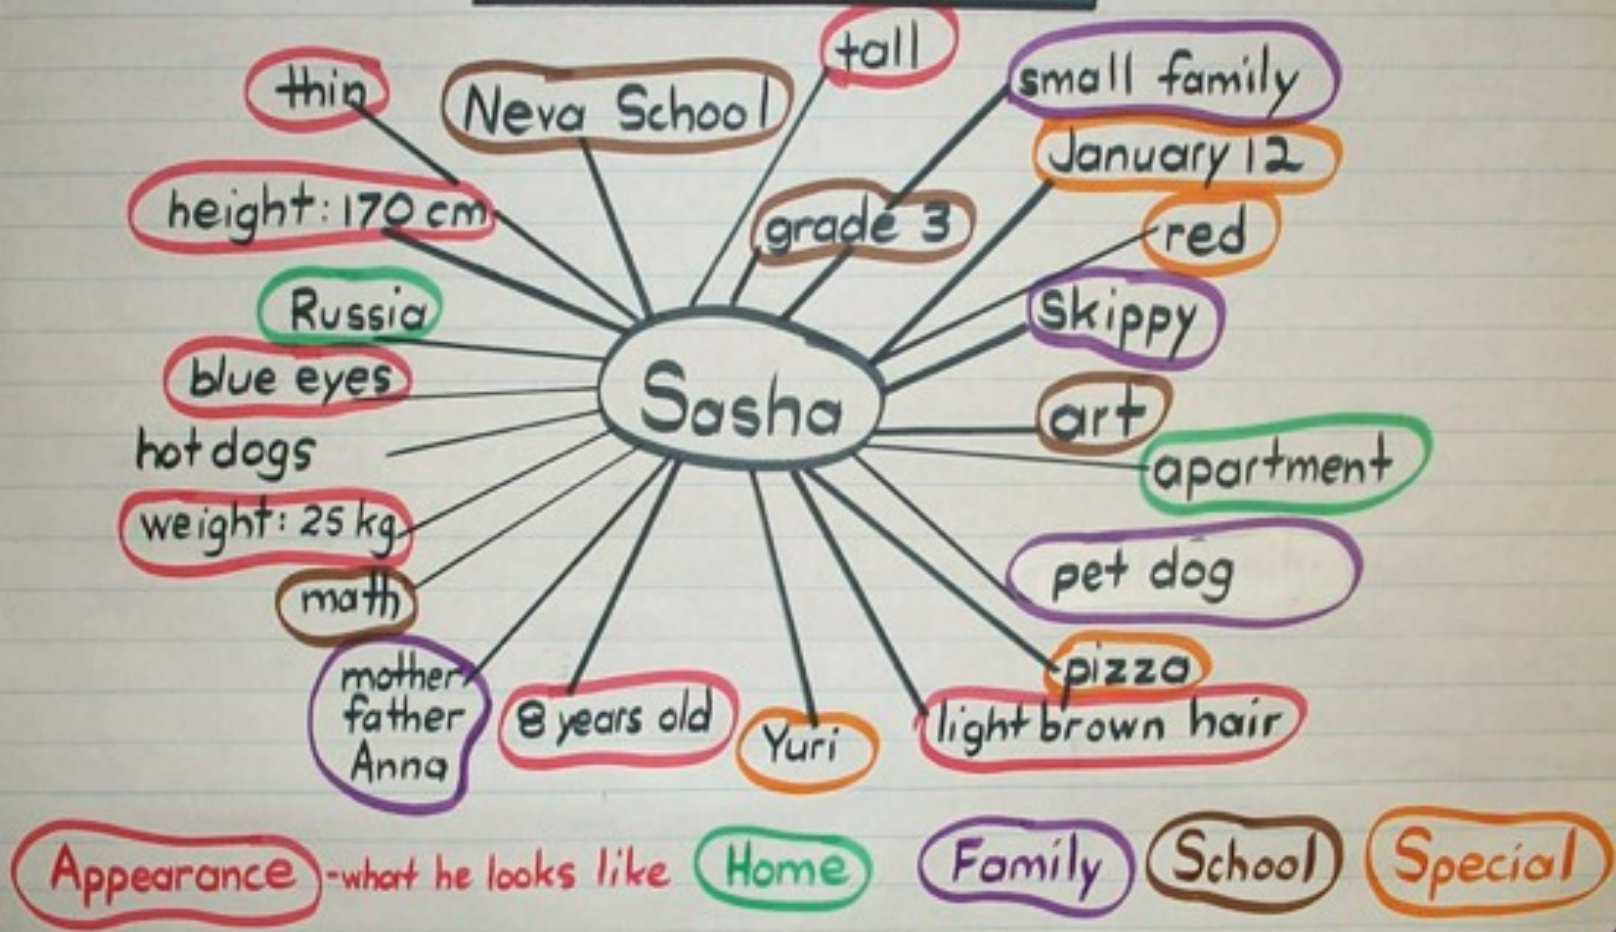 tall
thin
Neva School
small family
January 12
height: 170 cm
grade 3
red
Russia
Skippy
blue eyes
Sasha
art
hot dogs
apartment
weight: 25 kg
pet dog
math
pizza
mother
father
Anna
8 years old
Yuri
light brown hair
Appearance - what he looks like Home Family School Special